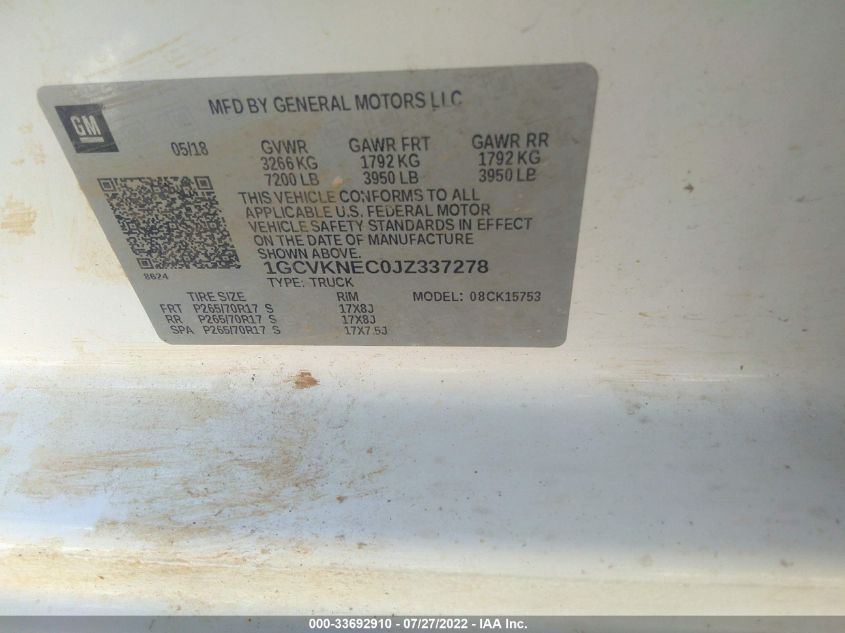 GM
MFD BY GENERAL MOTORS LLC
05/18 GVWR GAWR FRT GAWR RR
3266 KG 1792 KG 1792 KG
7200 LB 3950 LB 3950 LB
THIS VEHICLE CONFORMS TO ALL
APPLICABLE U.S. FEDERAL MOTOR
VEHICLE SAFETY STANDARDS IN EFFECT
ON THE DATE OF MANUFACTURE
SHOWN ABOVE.
8624
1GCVKNEC0JZ337278
TYPE: TRUCK
TIRE SIZE RIM MODEL: 08CK15753
FRT P265/70R17 S 17X8J
RR P265/70R17 S 17X8J
SPA P265/70R17 S 17X7.5J
000-33692910 - 07/27/2022 - IAA Inc.